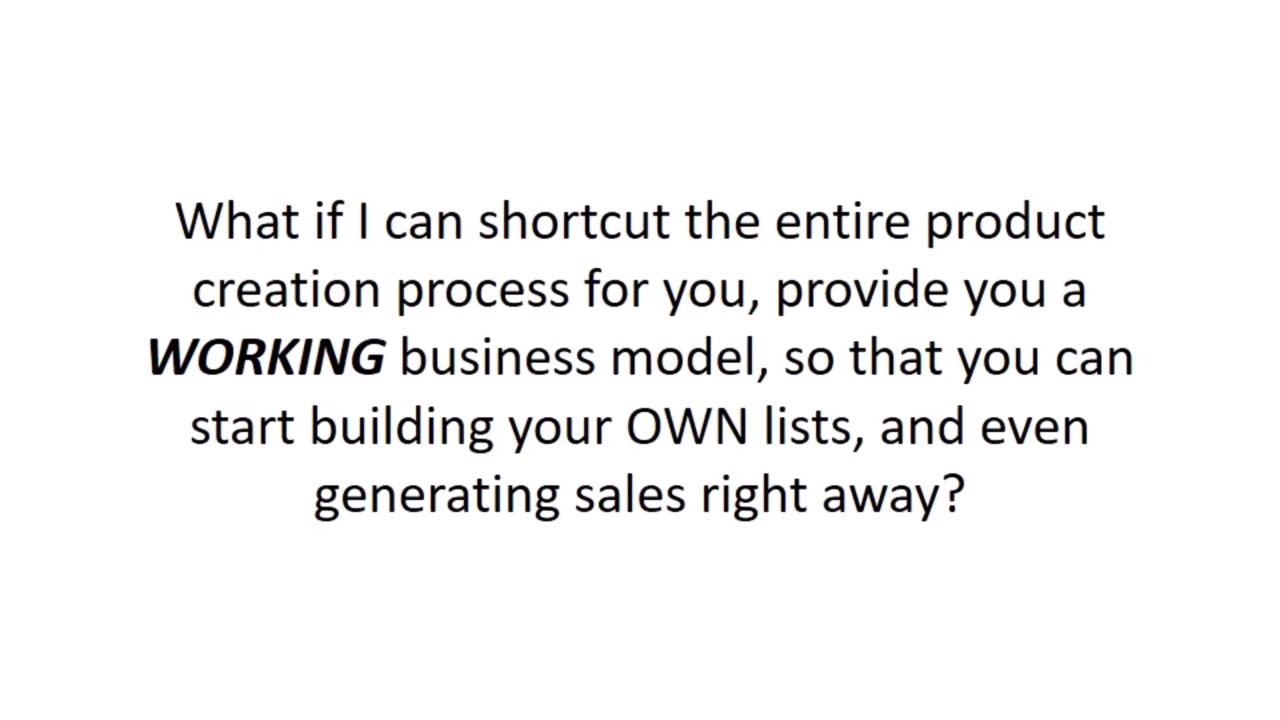 What if I can shortcut the entire product
creation process for you, provide you a
WORKING business model, so that you can
start building your OWN lists, and even
generating sales right away?